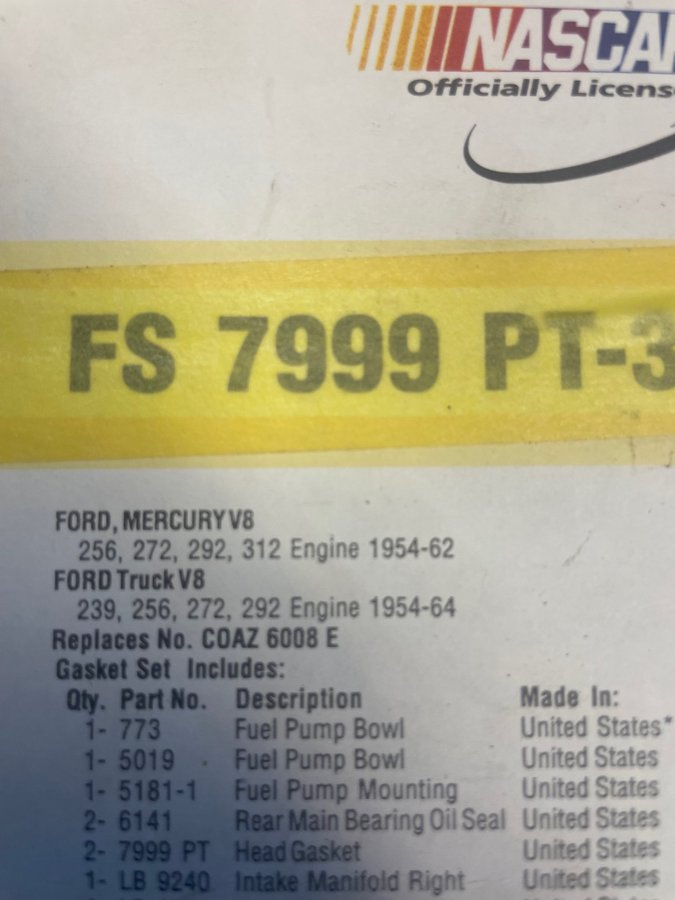 NASCAR
Officially Licens
FS 7999 PT-3
FORD, MERCURY V8
256, 272, 292, 312 Engine 1954-62
FORD Truck V8
239, 256, 272, 292 Engine 1954-64
Replaces No. COAZ 6008 E
Gasket Set Includes:
Qty. Part No. Description Made In:
1- 773 Fuel Pump Bowl United States*
1- 5019 Fuel Pump Bowl United States
1- 5181-1 Fuel Pump Mounting United States
2- 6141 Rear Main Bearing Oil Seal United States
2- 7999 PT Head Gasket United States
1- LB 9240 Intake Manifold Right United States